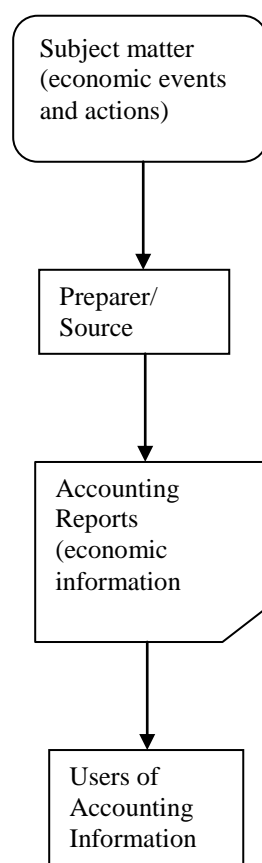 Subject matter
(economic events
and actions)
Preparer/
Source
Accounting
Reports
(economic
information
Users of
Accounting
Information